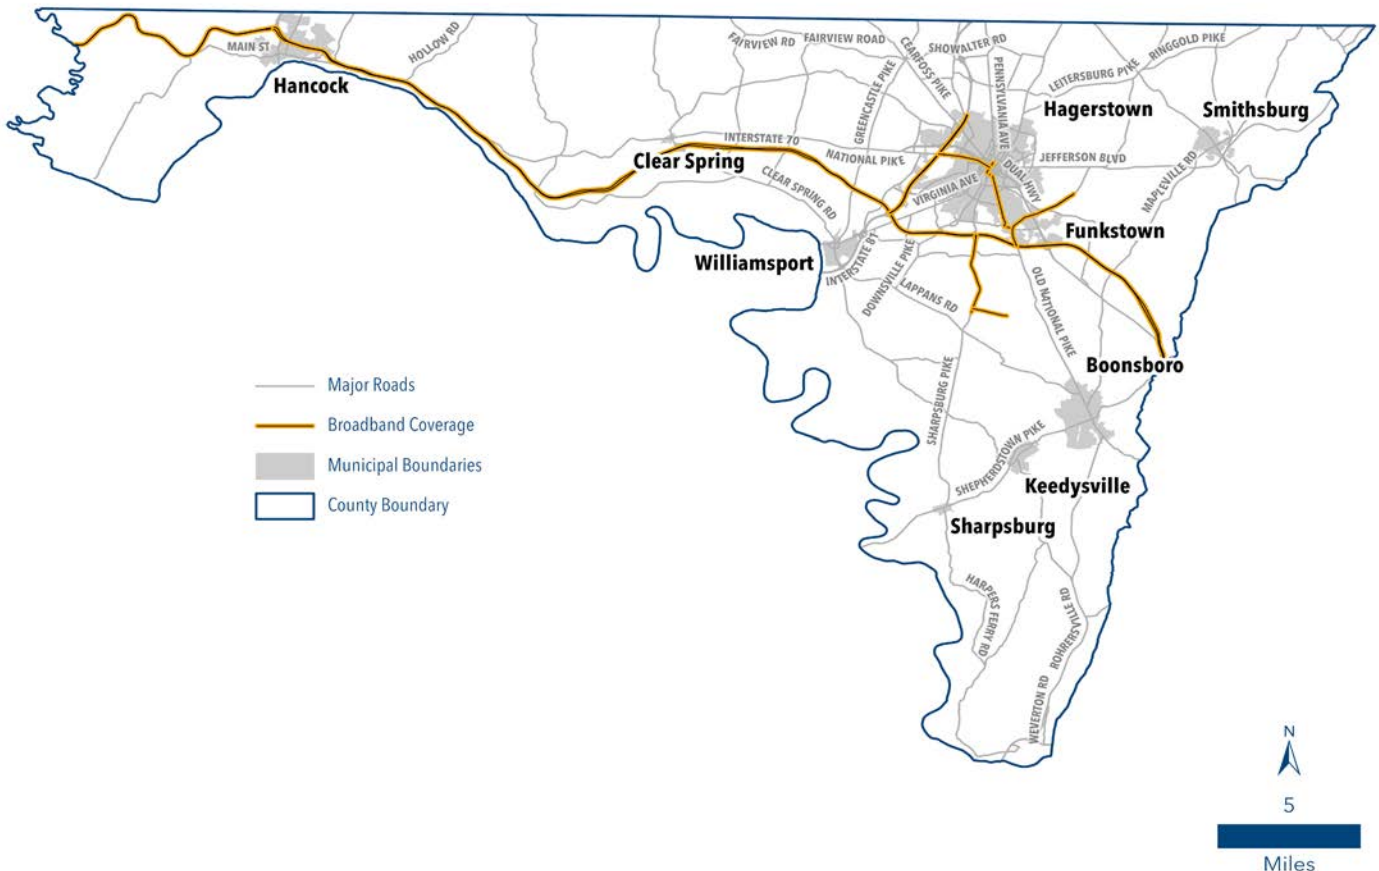 MAIN ST
Hancock
HOLLOW RD
FAIRVIEW RD
FAIRVIEW ROAD
CEARFOSS PIKE
SHOWALTER RD
PENNSYLVANIA AVE
LEITERSBURG PIKE
RINGGOLD PIKE
GREENCASTLE PIKE
Hagerstown
Smithsburg
INTERSTATE 70
NATIONAL PIKE
Clear Spring
CLEAR SPRING RD
VIRGINIA AVE
DUAL HWY
JEFFERSON BLVD
MAPLEVILLE RD
Funkstown
Williamsport
INTERSTATE 81
DOWNSVILLE PIKE
LAPPANS RD
OLD NATIONAL PIKE
Boonsboro
SHARPSBURG PIKE
SHEPHERDSTOWN PIKE
Keedysville
Sharpsburg
HARPERS FERRY RD
ROHRERSVILLE RD
WEVERTON RD
Major Roads
Broadband Coverage
Municipal Boundaries
County Boundary
N
5
Miles